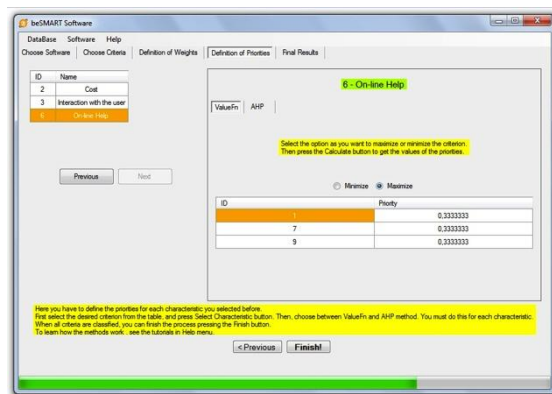 beSMART Software
DataBase Software Help
Choose Software Choose Criteria Definition of Weights Definition of Priorities Final Results
ID Name
2 Cost
3 Interaction with the user
6 On-line Help
Previous Next
6 - On-line Help
ValueFn AHP
Select the option as you want to maximize or minimize the criterion.
Then press the Calculate button to get the values of the priorities.
Minimize Maximize
ID Priority
1 0,3333333
7 0,3333333
9 0,3333333
Here you have to define the priorities for each characteristic you selected before.
First select the desired criterion from the table, and press Select Characteristic button. Then, choose between ValueFn and AHP method. You must do this for each characteristic.
When all criteria are classified, you can finish the process pressing the Finish button.
To learn how the methods work , see the tutorials in Help menu.
< Previous Finish!